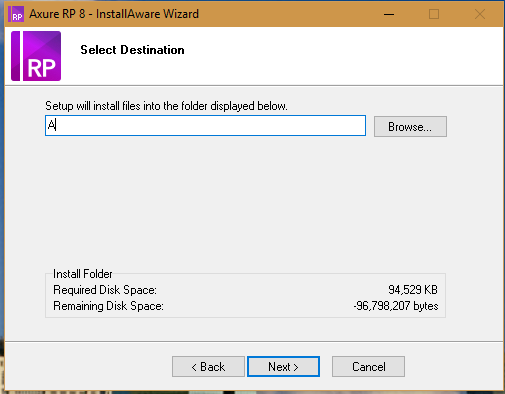 Axure RP 8 - InstallAware Wizard
RP
Select Destination
Setup will install files into the folder displayed below.
A
Browse...
Install Folder
Required Disk Space: 94,529 KB
Remaining Disk Space: -96,798,207 bytes
< Back Next > Cancel